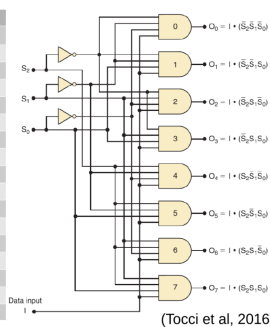 0 O₀ = I • (S̅₂S̅₁S̅₀)
1 O₁ = I • (S̅₂S̅₁S₀)
S₂
2 O₂ = I • (S̅₂S₁S̅₀)
S₁
S₀
3 O₃ = I • (S̅₂S₁S₀)
4 O₄ = I • (S₂S̅₁S̅₀)
5 O₅ = I • (S₂S̅₁S₀)
6 O₆ = I • (S₂S₁S̅₀)
7 O₇ = I • (S₂S₁S₀)
Data input
I
(Tocci et al, 2016